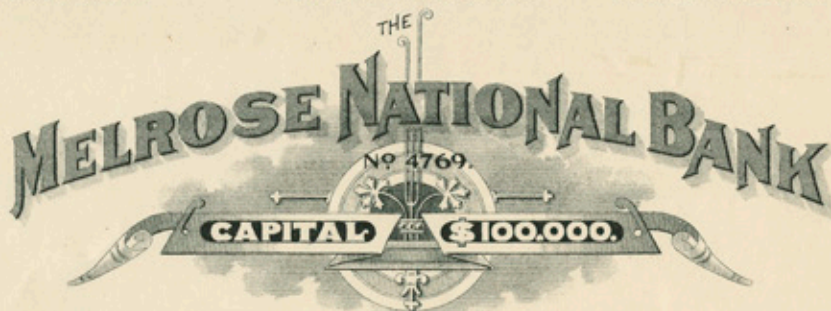 THE
MELROSE NATIONAL BANK
Nº 4769.
CAPITAL $100.000.